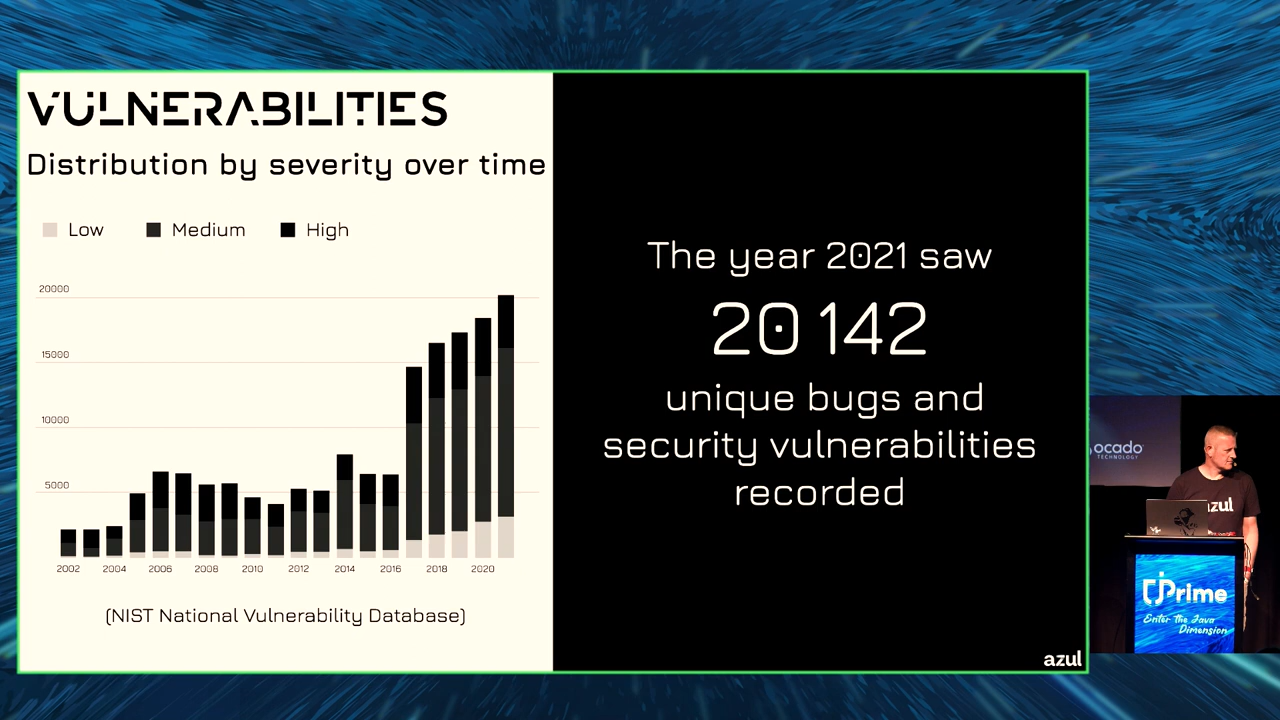 VULNERABILITIES
Distribution by severity over time
Low Medium High
20000
15000
10000
5000
2002 2004 2006 2008 2010 2012 2014 2016 2018 2020
(NIST National Vulnerability Database)
The year 2021 saw
20 142
unique bugs and
security vulnerabilities
recorded
azul
ocado
TECHNOLOGY
azul
jPrime
Enter The Java
Dimension